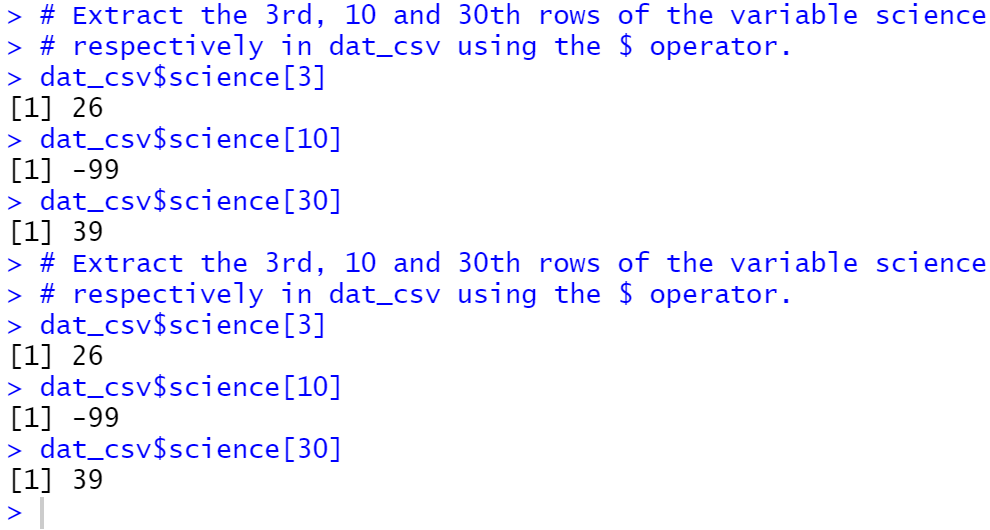 > # Extract the 3rd, 10 and 30th rows of the variable science
> # respectively in dat_csv using the $ operator.
> dat_csv$science[3]
[1] 26
> dat_csv$science[10]
[1] -99
> dat_csv$science[30]
[1] 39
> # Extract the 3rd, 10 and 30th rows of the variable science
> # respectively in dat_csv using the $ operator.
> dat_csv$science[3]
[1] 26
> dat_csv$science[10]
[1] -99
> dat_csv$science[30]
[1] 39
>